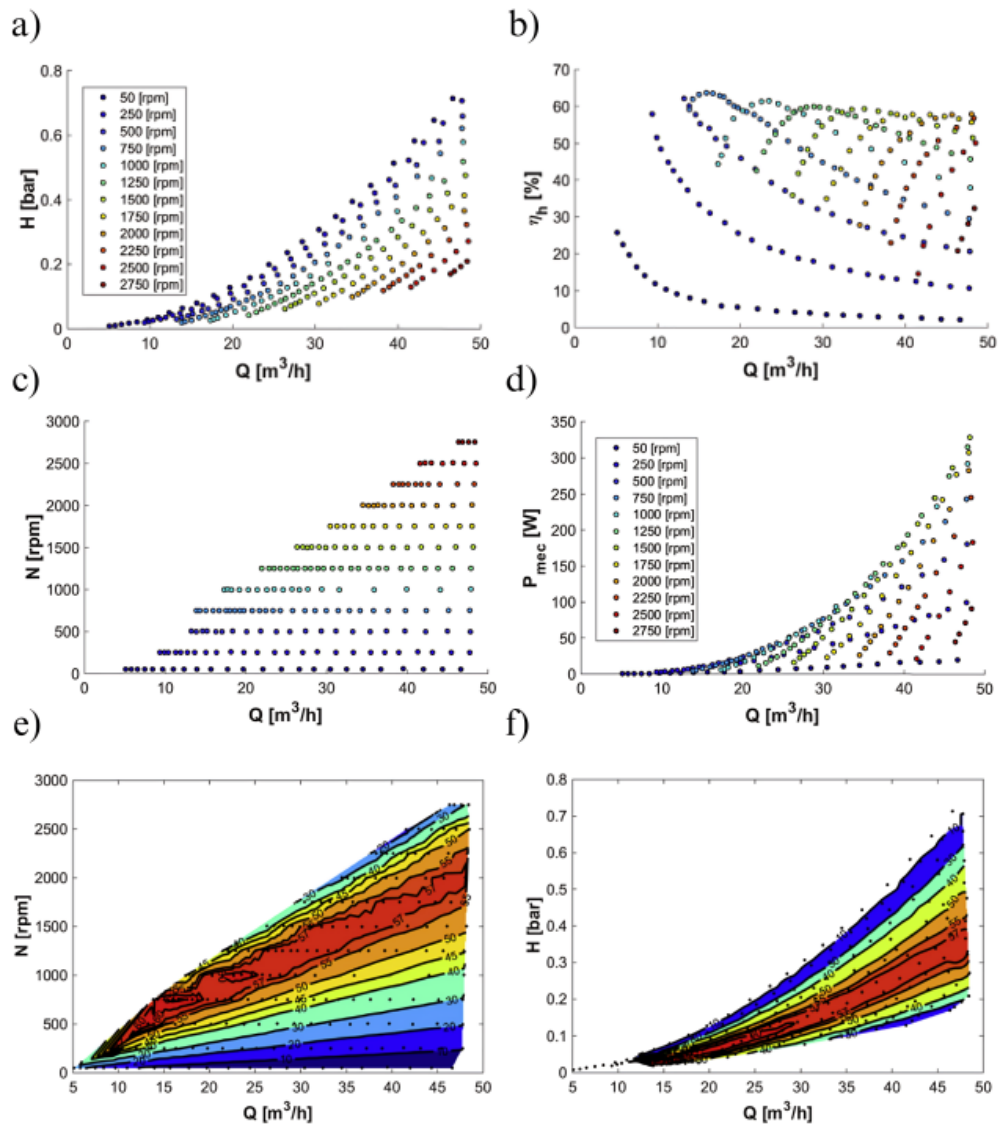 a)
b)
H [bar]
0.8
0.6
0.4
0.2
0
50 [rpm]
250 [rpm]
500 [rpm]
750 [rpm]
1000 [rpm]
1250 [rpm]
1500 [rpm]
1750 [rpm]
2000 [rpm]
2250 [rpm]
2500 [rpm]
2750 [rpm]
0 10 20 30 40 50
Q [m³/h]
ηh [%]
70
60
50
40
30
20
10
0
0 10 20 30 40 50
Q [m³/h]
c)
d)
N [rpm]
3000
2500
2000
1500
1000
500
0
0 10 20 30 40 50
Q [m³/h]
Pmec [W]
350
300
250
200
150
100
50
0
50 [rpm]
250 [rpm]
500 [rpm]
750 [rpm]
1000 [rpm]
1250 [rpm]
1500 [rpm]
1750 [rpm]
2000 [rpm]
2250 [rpm]
2500 [rpm]
2750 [rpm]
0 10 20 30 40 50
Q [m³/h]
e)
f)
N [rpm]
3000
2500
2000
1500
1000
500
0
5 10 15 20 25 30 35 40 45 50
Q [m³/h]
H [bar]
0.8
0.7
0.6
0.5
0.4
0.3
0.2
0.1
0
5 10 15 20 25 30 35 40 45 50
Q [m³/h]